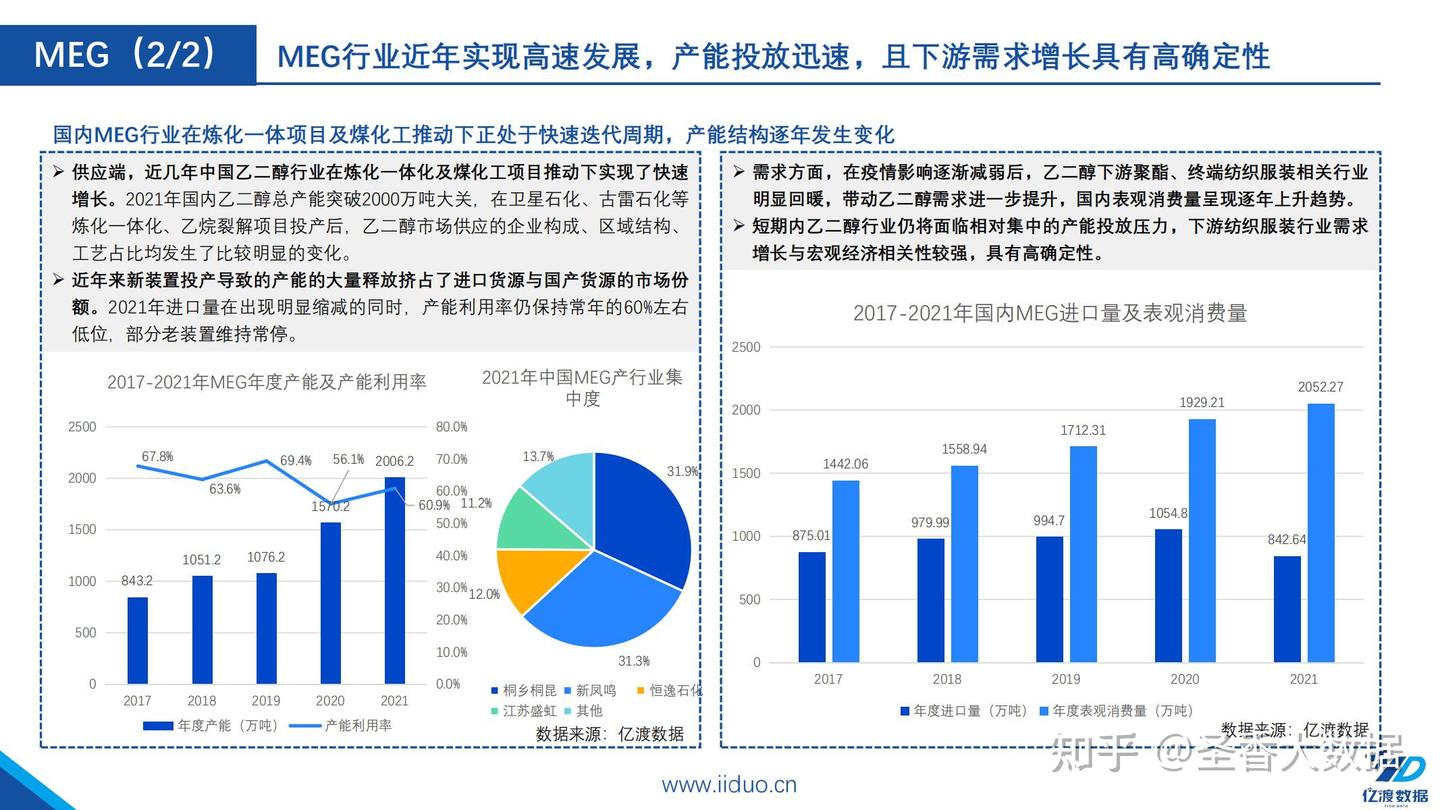 MEG（2/2）
MEG行业近年实现高速发展，产能投放迅速，且下游需求增长具有高确定性
国内MEG行业在炼化一体项目及煤化工推动下正处于快速迭代周期，产能结构逐年发生变化
➢ 供应端，近几年中国乙二醇行业在炼化一体化及煤化工项目推动下实现了快速
增长。2021年国内乙二醇总产能突破2000万吨大关，在卫星石化、古雷石化等
炼化一体化、乙烷裂解项目投产后，乙二醇市场供应的企业构成、区域结构、
工艺占比均发生了比较明显的变化。
➢ 近年来新装置投产导致的产能的大量释放挤占了进口货源与国产货源的市场份
额。2021年进口量在出现明显缩减的同时，产能利用率仍保持常年的60%左右
低位，部分老装置维持常停。
2017-2021年MEG年度产能及产能利用率
2500
2000
1500
1000
500
0
80.0%
70.0%
60.0%
50.0%
40.0%
30.0%
20.0%
10.0%
0.0%
67.8%
63.6%
69.4%
56.1%
60.9%
843.2
1051.2
1076.2
1570.2
2006.2
2017 2018 2019 2020 2021
年度产能（万吨） 产能利用率
2021年中国MEG产行业集
中度
31.9%
31.3%
12.0%
11.2%
13.7%
桐乡桐昆 新凤鸣 恒逸石化
江苏盛虹 其他
数据来源：亿渡数据
➢ 需求方面，在疫情影响逐渐减弱后，乙二醇下游聚酯、终端纺织服装相关行业
明显回暖，带动乙二醇需求进一步提升，国内表观消费量呈现逐年上升趋势。
➢ 短期内乙二醇行业仍将面临相对集中的产能投放压力，下游纺织服装行业需求
增长与宏观经济相关性较强，具有高确定性。
2017-2021年国内MEG进口量及表观消费量
2500
2000
1500
1000
500
0
875.01
1442.06
979.99
1558.94
994.7
1712.31
1054.8
1929.21
842.64
2052.27
2017 2018 2019 2020 2021
年度进口量（万吨） 年度表观消费量（万吨）
数据来源：亿渡数据
知乎 @圣香大数据
www.iiduo.cn
亿渡数据